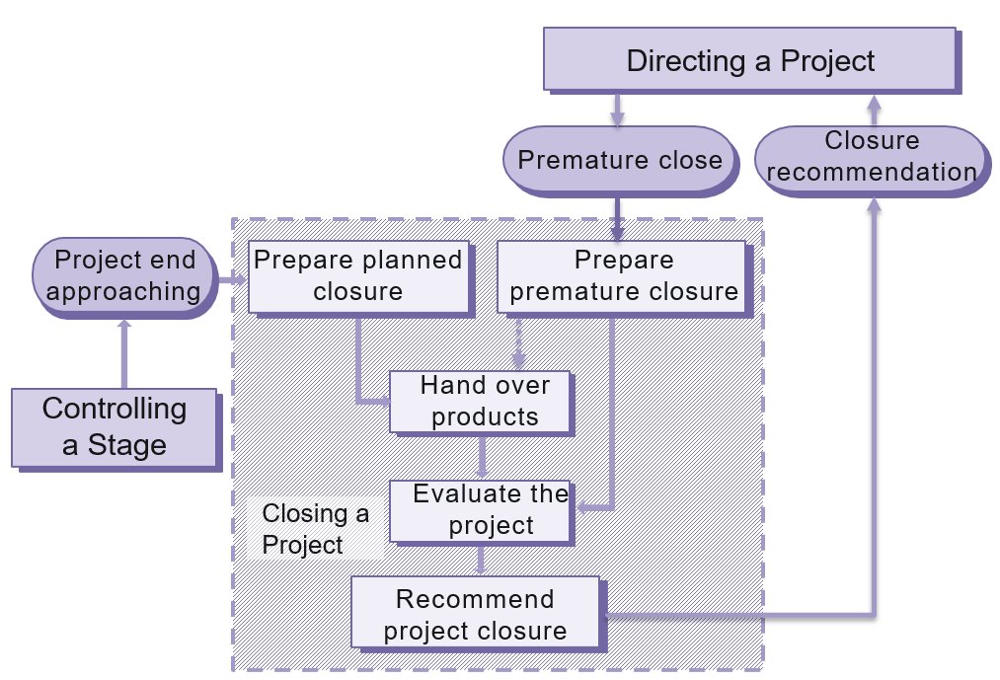 Directing a Project
Premature close
Closure
recommendation
Project end
approaching
Prepare planned
closure
Prepare
premature closure
Controlling
a Stage
Hand over
products
Evaluate the
project
Closing a
Project
Recommend
project closure